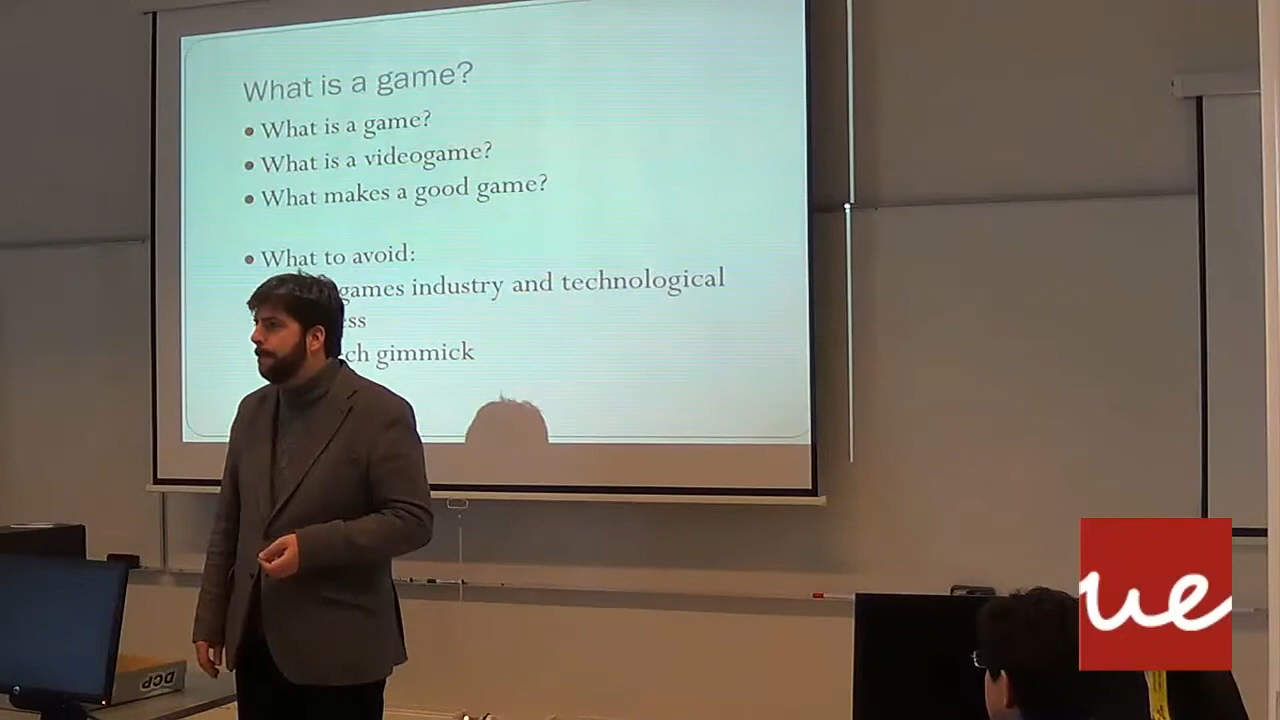 What is a game?
What is a game?
What is a videogame?
What makes a good game?
What to avoid:
games industry and technological
ess
ch gimmick
DCP
ue